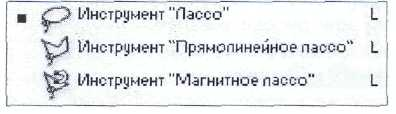 Инструмент "Лассо" L
Инструмент "Прямолинейное лассо" L
Инструмент "Магнитное лассо" L